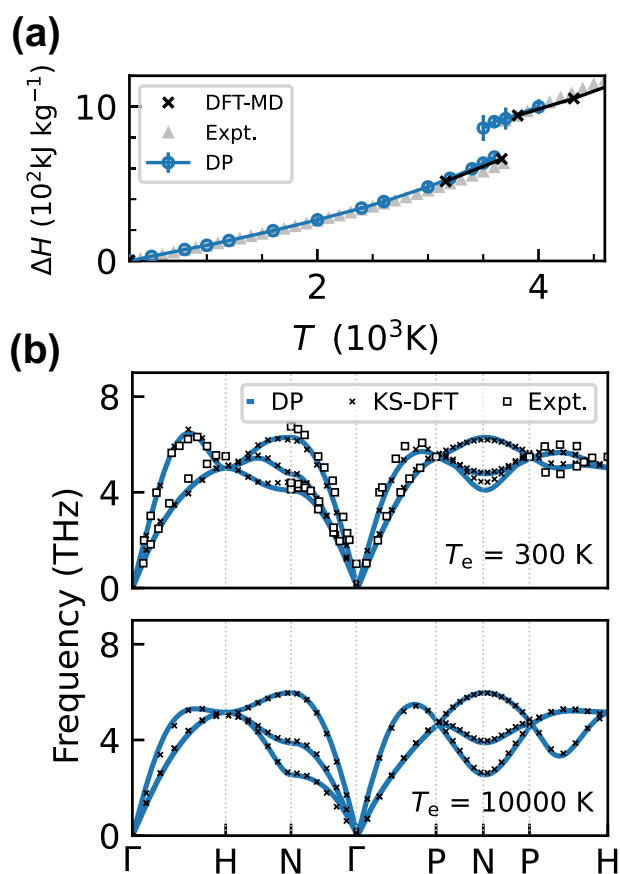 (a)
ΔH (10²kJ kg⁻¹)
10
0
DFT-MD
Expt.
DP
2 4
T (10³K)
(b)
Frequency (THz)
8
4
0
DP KS-DFT Expt.
Tₑ = 300 K
8
4
0
Tₑ = 10000 K
Γ H N Γ P N P H